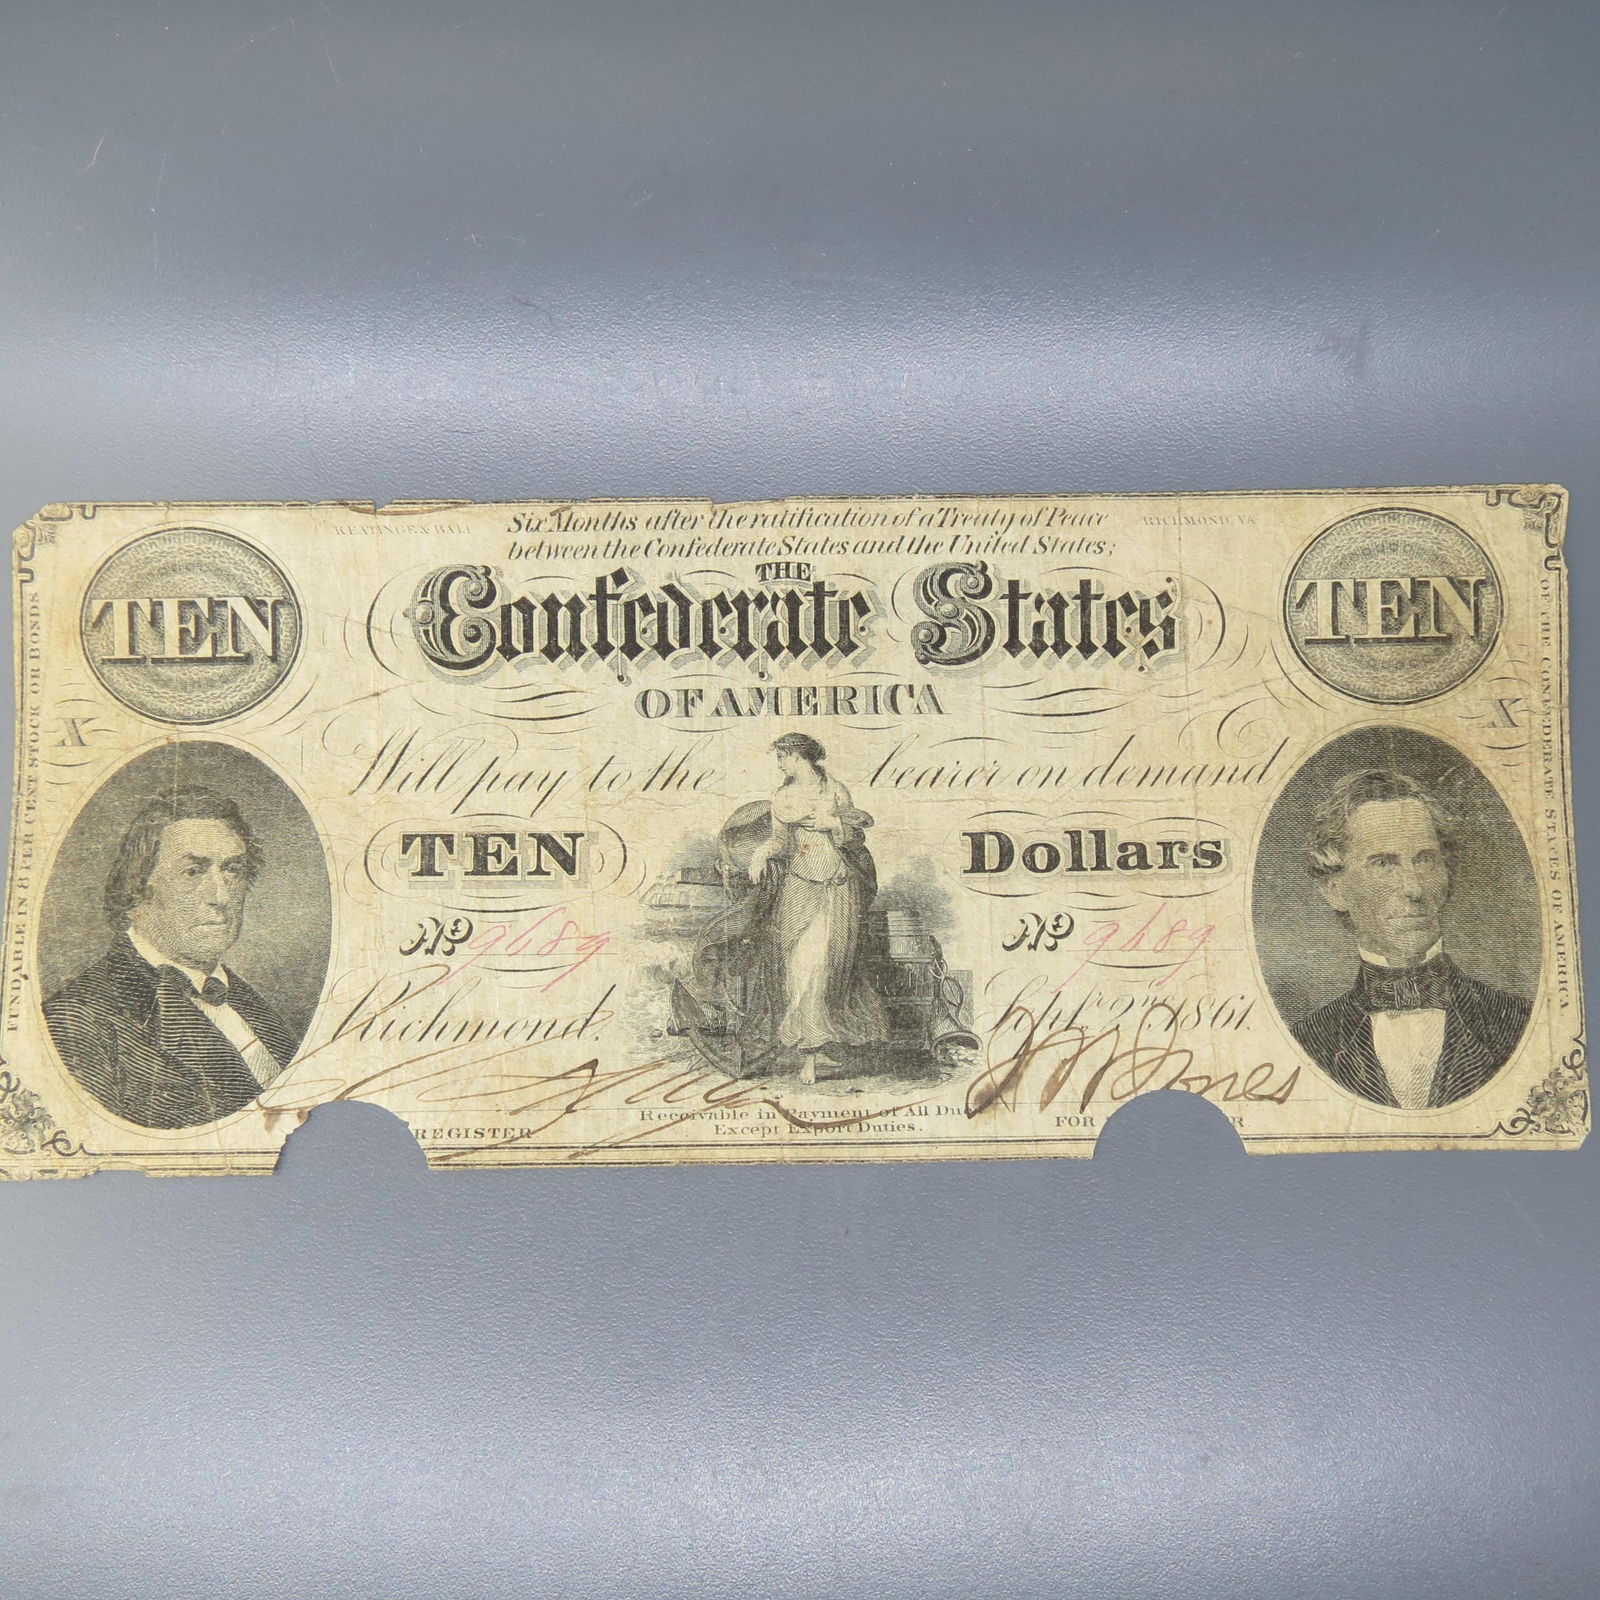 KEATINGE & BALL
Six Months after the ratification of a Treaty of Peace
RICHMOND, VA
between the Confederate States and the United States;
TEN
THE
Confederate States
TEN
OF AMERICA
X
X
Will pay to the bearer on demand
TEN Dollars
No 9689 No 9689
Richmond. Sept. 2nd 1861.
Jones
Receivable in Payment of All Dues
REGISTER Except Export Duties. FOR
FUNDABLE IN 8 PER CENT STOCK OR BONDS
OF THE CONFEDERATE STATES OF AMERICA